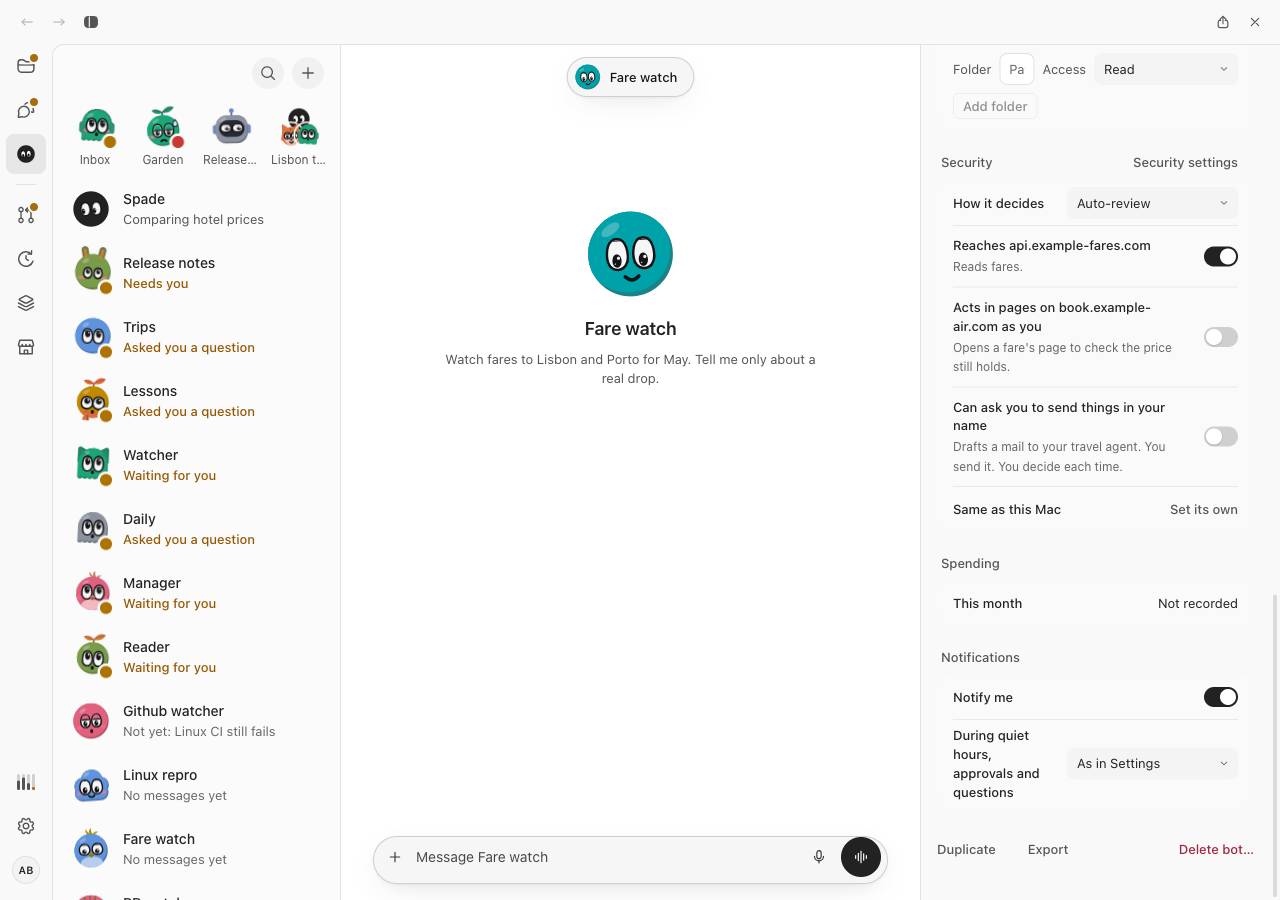 Fare watch
Inbox
Garden
Release...
Lisbon t...
Spade
Comparing hotel prices
Release notes
Needs you
Trips
Asked you a question
Lessons
Asked you a question
Watcher
Waiting for you
Daily
Asked you a question
Manager
Waiting for you
Reader
Waiting for you
Github watcher
Not yet: Linux CI still fails
Linux repro
No messages yet
Fare watch
No messages yet
AB
Fare watch
Watch fares to Lisbon and Porto for May. Tell me only about a
real drop.
Message Fare watch
Folder Pa Access Read
Add folder
Security Security settings
How it decides Auto-review
Reaches api.example-fares.com
Reads fares.
Acts in pages on book.example-
air.com as you
Opens a fare's page to check the price
still holds.
Can ask you to send things in your
name
Drafts a mail to your travel agent. You
send it. You decide each time.
Same as this Mac Set its own
Spending
This month Not recorded
Notifications
Notify me
During quiet
hours,
approvals and
questions
As in Settings
Duplicate Export Delete bot...